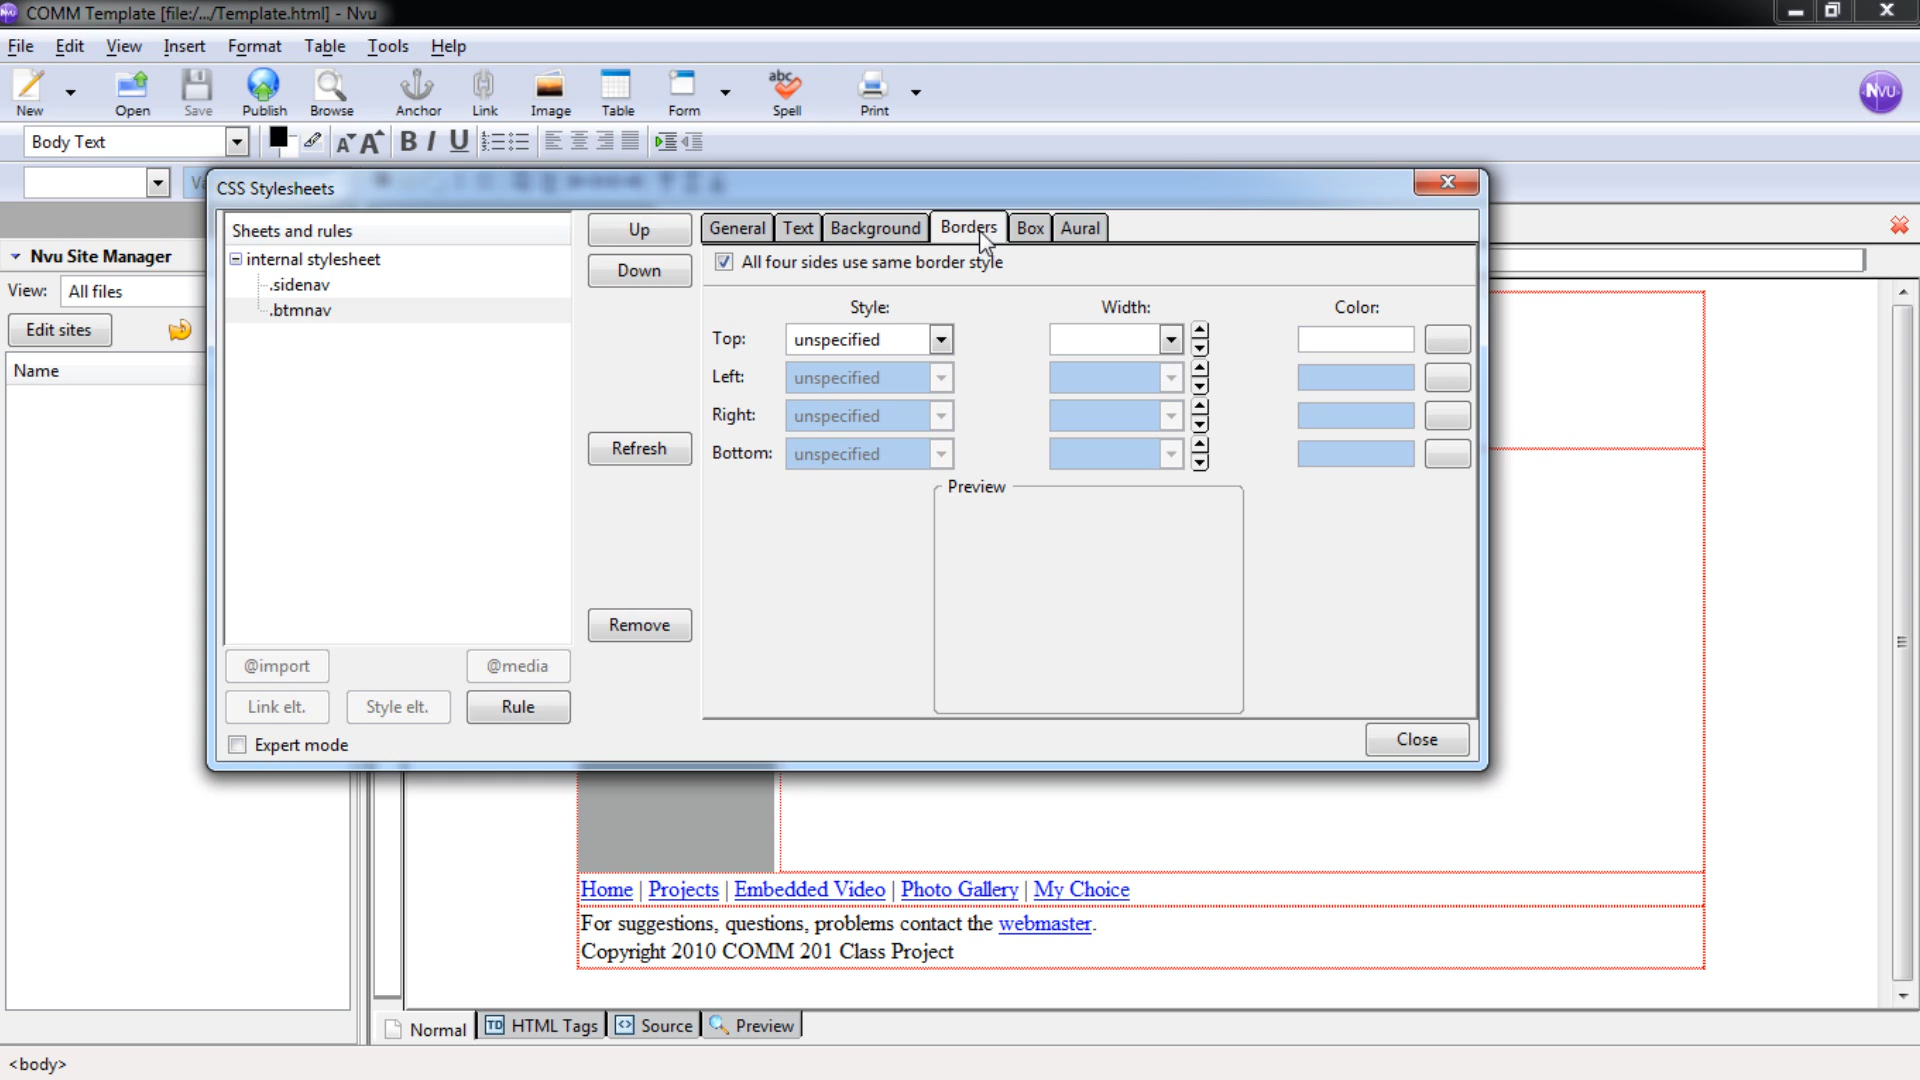 COMM Template [file:/.../Template.html] - Nvu
File Edit View Insert Format Table Tools Help
New Open Save Publish Browse Anchor Link Image Table Form abc Spell Print NVU
Body Text B I U
CSS Stylesheets
Nvu Site Manager
View: All files
Edit sites
Name
Sheets and rules
internal stylesheet
.sidenav
.btmnav
Up
Down
Refresh
Remove
@import @media
Link elt. Style elt. Rule
Expert mode
General Text Background Borders Box Aural
All four sides use same border style
Style: Width: Color:
Top: unspecified
Left: unspecified
Right: unspecified
Bottom: unspecified
Preview
Close
Home | Projects | Embedded Video | Photo Gallery | My Choice
For suggestions, questions, problems contact the webmaster.
Copyright 2010 COMM 201 Class Project
Normal TD HTML Tags Source Preview
<body>